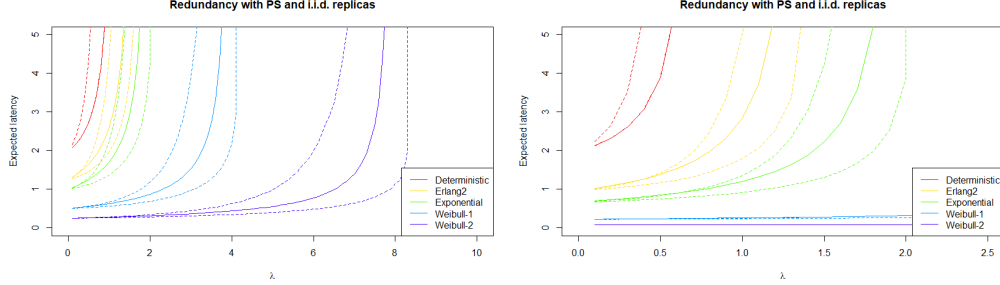 Redundancy with PS and i.i.d. replicas
Expected latency
5
4
3
2
1
0
0 2 4 6 8 10
λ
Deterministic
Erlang2
Exponential
Weibull-1
Weibull-2
Redundancy with PS and i.i.d. replicas
Expected latency
5
4
3
2
1
0
0.0 0.5 1.0 1.5 2.0 2.5
λ
Deterministic
Erlang2
Exponential
Weibull-1
Weibull-2